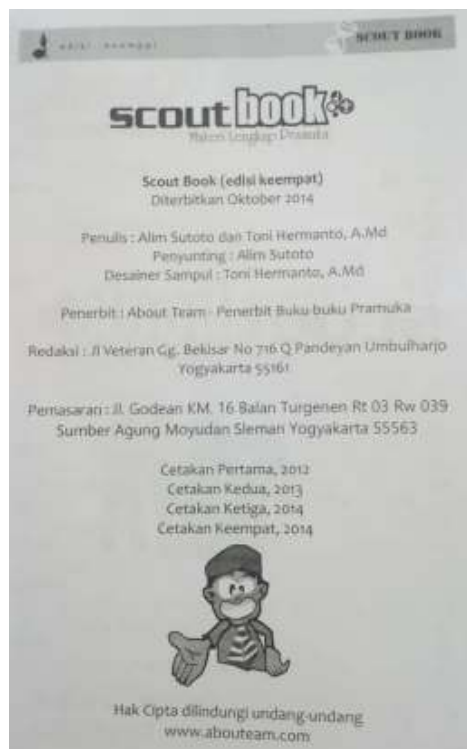 edisi keempat
SCOUT BOOK
scout book
Materi Lengkap Pramuka
Scout Book (edisi keempat)
Diterbitkan Oktober 2014
Penulis : Alim Sutoto dan Toni Hermanto, A.Md
Penyunting : Alim Sutoto
Desainer Sampul : Toni Hermanto, A.Md
Penerbit : About Team - Penerbit Buku-buku Pramuka
Redaksi : Jl Veteran Gg. Bekisar No 716 Q Pandeyan Umbulharjo
Yogyakarta 55161
Pemasaran : Jl. Godean KM. 16 Balan Turgenen Rt 03 Rw 039
Sumber Agung Moyudan Sleman Yogyakarta 55563
Cetakan Pertama, 2012
Cetakan Kedua, 2013
Cetakan Ketiga, 2014
Cetakan Keempat, 2014
Hak Cipta dilindungi undang-undang
www.abouteam.com